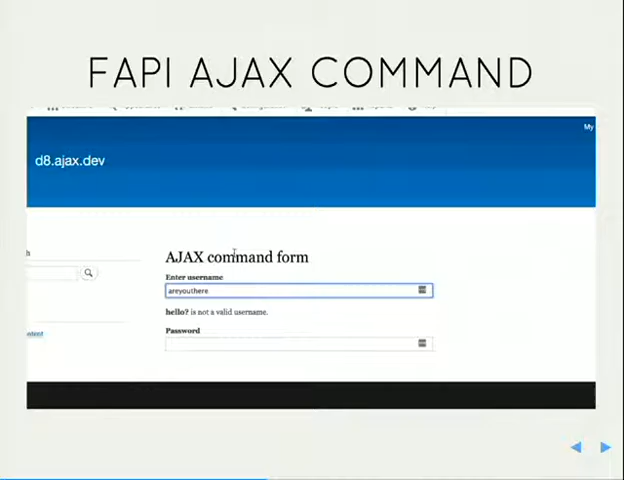 FAPI AJAX COMMAND
My
d8.ajax.dev
AJAX command form
Enter username
areyouthere
hello? is not a valid username.
Password